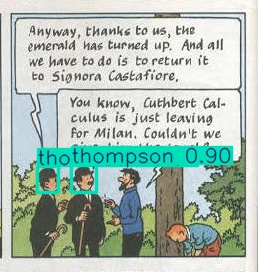 Anyway, thanks to us, the
emerald has turned up. And all
we have to do is to return it
to Signora Castafiore.
You know, Cuthbert Cal-
culus is just leaving
for Milan. Couldn't we
tho thompson 0.90